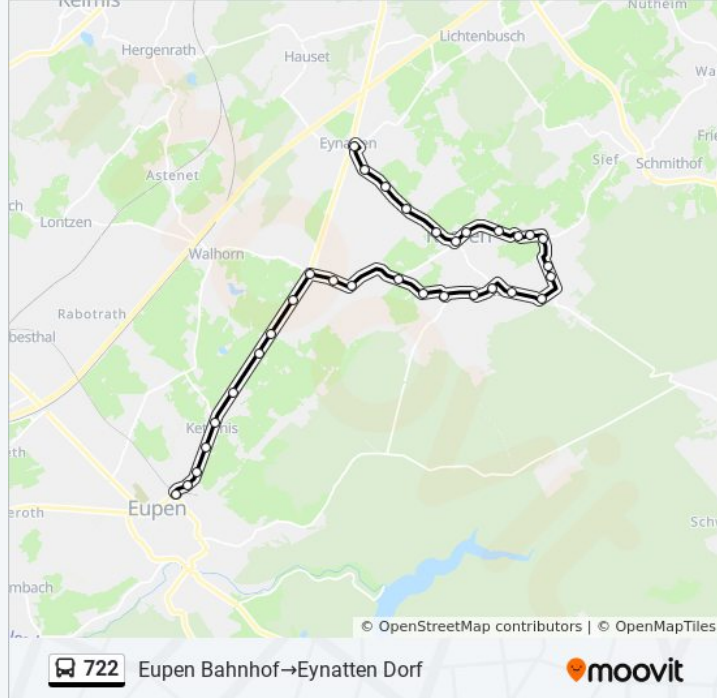 Kelmis
Nütheim
Hergenrath
Hauset
Lichtenbusch
Wa
Eynatten
Frie
Sief
Schmithof
Astenet
ch
Lontzen
Walhorn
Rabotrath
besthal
Kettenis
eth
Eupen
eroth
Schw
mbach
© OpenStreetMap contributors | © OpenMapTiles
722 Eupen Bahnhof→Eynatten Dorf moovit